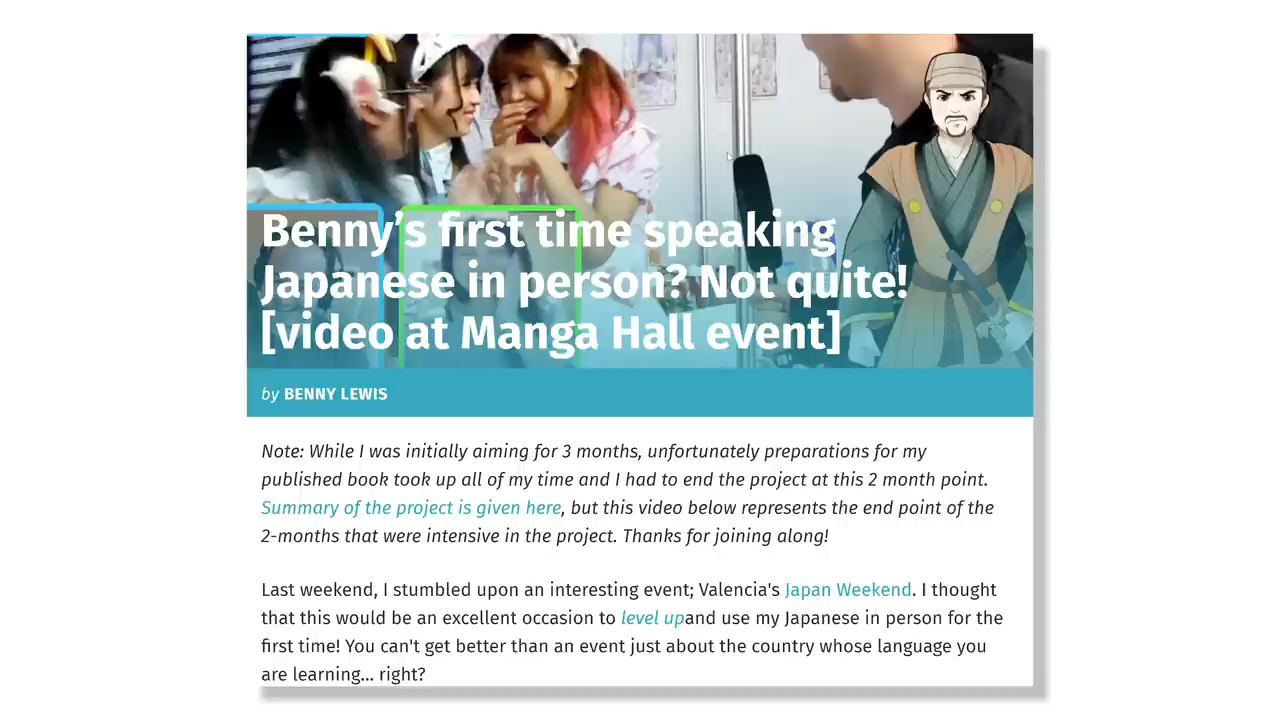 Benny's first time speaking
Japanese in person? Not quite!
[video at Manga Hall event]
by BENNY LEWIS
Note: While I was initially aiming for 3 months, unfortunately preparations for my
published book took up all of my time and I had to end the project at this 2 month point.
Summary of the project is given here, but this video below represents the end point of the
2-months that were intensive in the project. Thanks for joining along!
Last weekend, I stumbled upon an interesting event; Valencia's Japan Weekend. I thought
that this would be an excellent occasion to level upand use my Japanese in person for the
first time! You can't get better than an event just about the country whose language you
are learning... right?